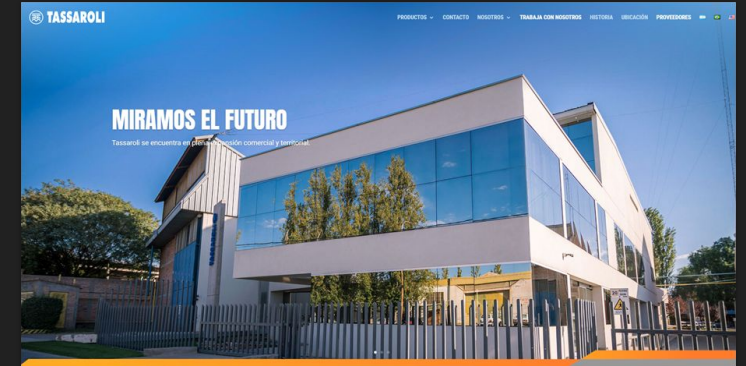 TASSAROLI
PRODUCTOS
CONTACTO
NOSOTROS
TRABAJA CON NOSOTROS
HISTORIA
UBICACIÓN
PROVEEDORES
MIRAMOS EL FUTURO
Tassaroli se encuentra en plena expansión comercial y territorial.
TASSAROLI